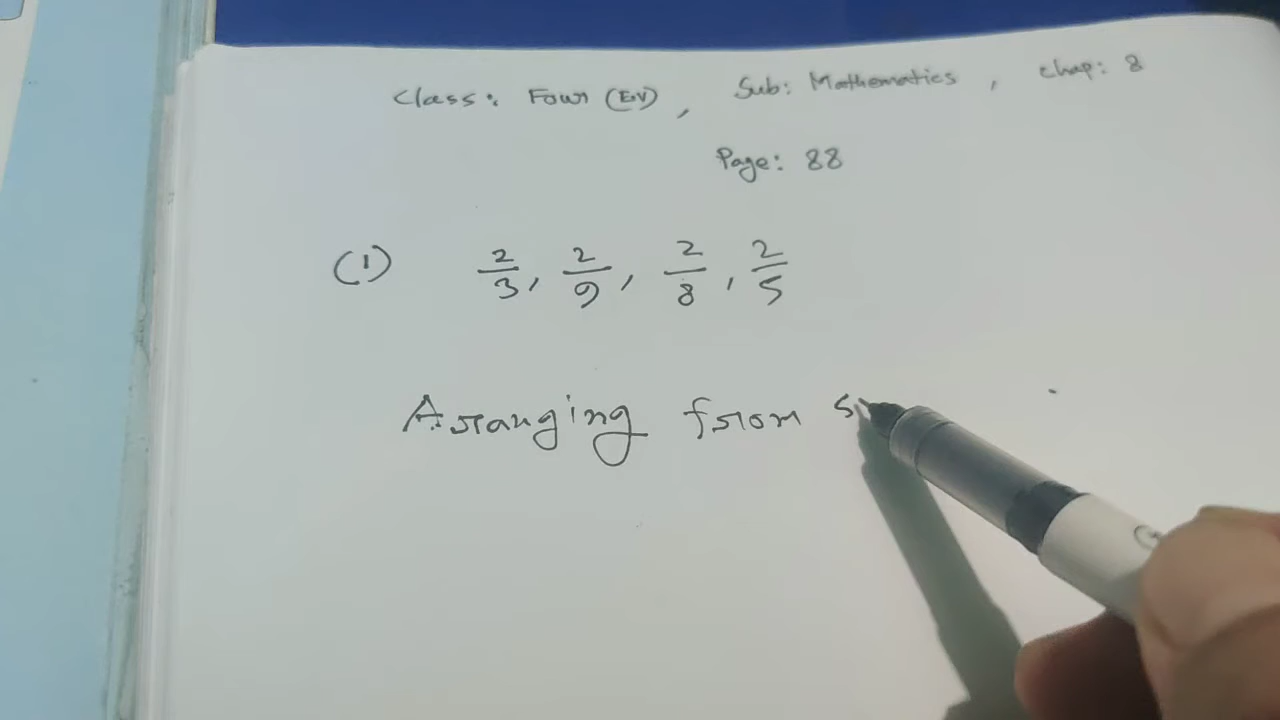 Class: Four (EV), Sub: Mathematics, Chap: 8
Page: 88
(1) 2/3, 2/9, 2/8, 2/5
Arranging from